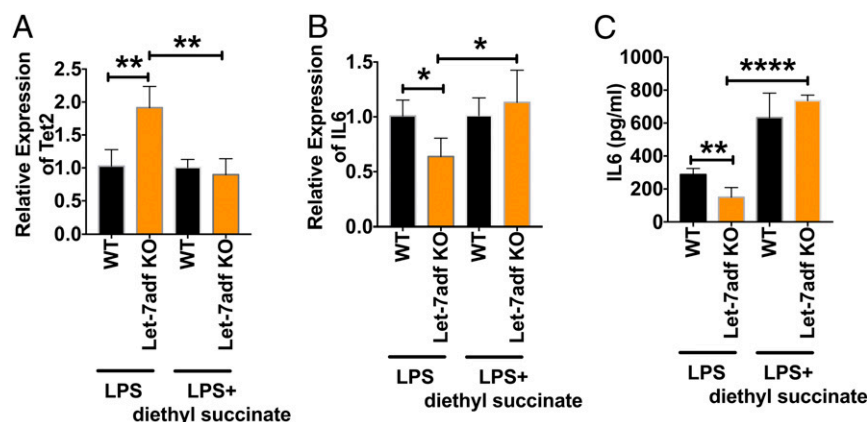 A
Relative Expression
of Tet2
2.5
2.0
1.5
1.0
0.5
0.0
**
**
WT
Let-7adf KO
WT
Let-7adf KO
LPS
LPS+
diethyl succinate
B
Relative Expression
of IL6
1.5
1.0
0.5
0.0
*
*
WT
Let-7adf KO
WT
Let-7adf KO
LPS
LPS+
diethyl succinate
C
IL6 (pg/ml)
1000
800
600
400
200
0
**
****
WT
Let-7adf KO
WT
Let-7adf KO
LPS
LPS+
diethyl succinate